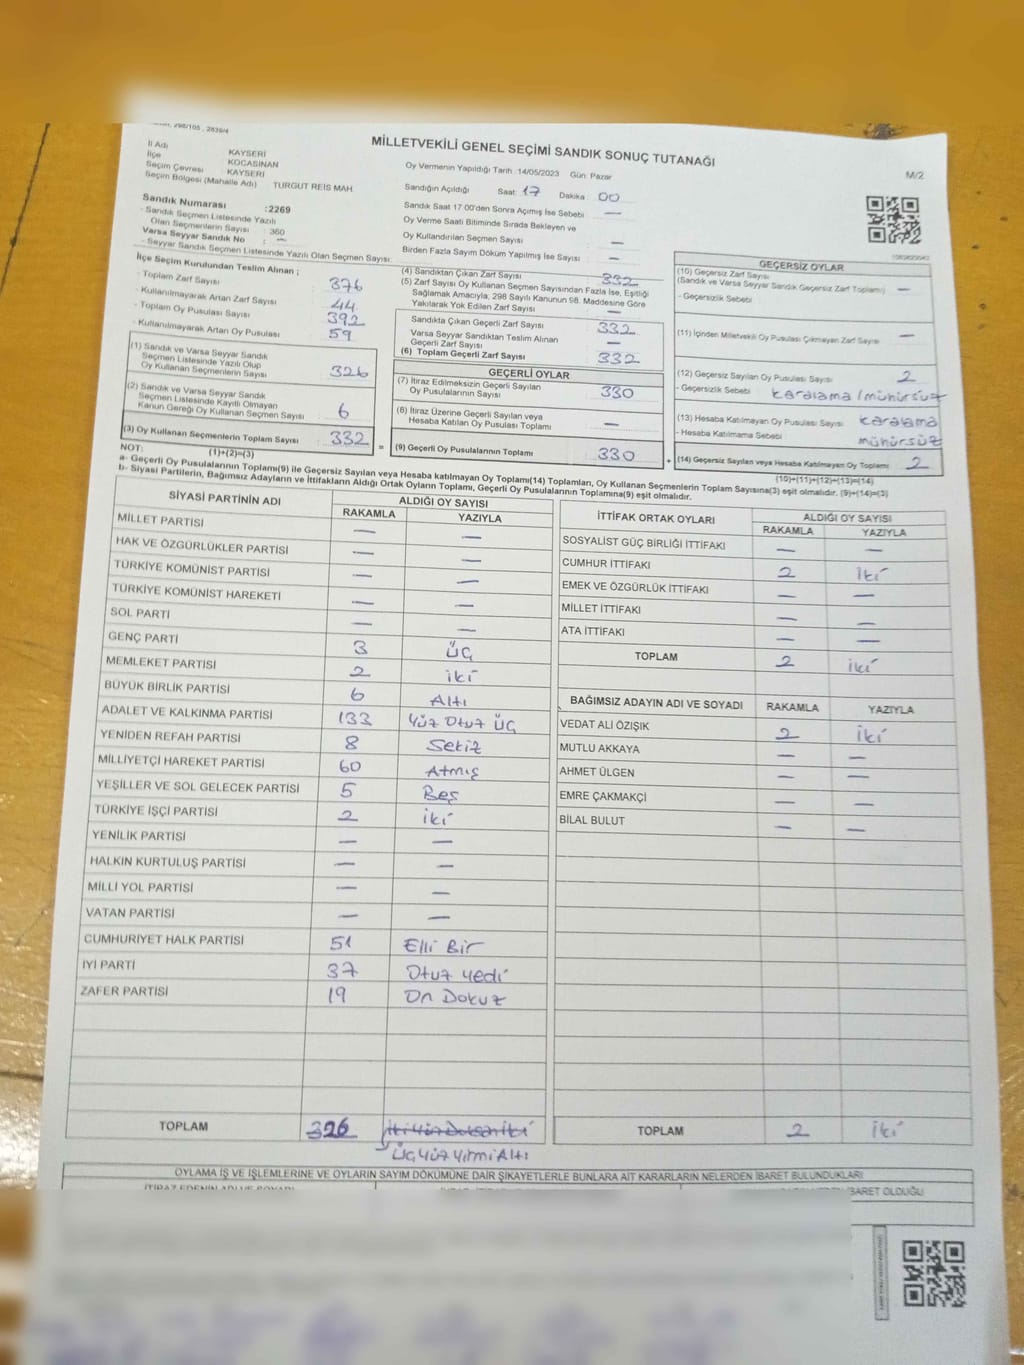 MİLLETVEKİLİ GENEL SEÇİMİ SANDIK SONUÇ TUTANAĞI
M/2
İl Adı KAYSERİ
İlçe KOCASİNAN
Seçim Çevresi KAYSERİ
Seçim Bölgesi (Mahalle Adı) TURGUT REİS MAH
Sandık Numarası :2269
- Sandık Seçmen Listesinde Yazılı
Olan Seçmenlerin Sayısı : 360
Varsa Seyyar Sandık No : —
- Seyyar Sandık Seçmen Listesinde Yazılı Olan Seçmen Sayısı:
Oy Vermenin Yapıldığı Tarih :14/05/2023 Gün: Pazar
Sandığın Açıldığı Saat: 17 Dakika 00
Sandık Saat 17.00'den Sonra Açımış İse Sebebi —
Oy Verme Saati Bitiminde Sırada Bekleyen ve
Oy Kullandırılan Seçmen Sayısı —
Birden Fazla Sayım Döküm Yapılmış İse Sayısı —
İlçe Seçim Kurulundan Teslim Alınan ;
- Toplam Zarf Sayısı 376
- Kullanılmayarak Artan Zarf Sayısı 44
- Toplam Oy Pusulası Sayısı 392
- Kullanılmayarak Artan Oy Pusulası 59
(1) Sandık ve Varsa Seyyar Sandık
Seçmen Listesinde Yazılı Olup
Oy Kullanan Seçmenlerin Sayısı 326
(2) Sandık ve Varsa Seyyar Sandık
Seçmen Listesinde Kayıtlı Olmayan
Kanun Gereği Oy Kullanan Seçmen Sayısı 6
(3) Oy Kullanan Seçmenlerin Toplam Sayısı 332
(1)+(2)=(3)
(4) Sandıktan Çıkan Zarf Sayısı 332
(5) Zarf Sayısı Oy Kullanan Seçmen Sayısından Fazla İse, Eşitliği
Sağlamak Amacıyla, 298 Sayılı Kanunun 98. Maddesine Göre
Yakılarak Yok Edilen Zarf Sayısı —
Sandıkta Çıkan Geçerli Zarf Sayısı 332
Varsa Seyyar Sandıktan Teslim Alınan
Geçerli Zarf Sayısı —
(6) Toplam Geçerli Zarf Sayısı 332
GEÇERLİ OYLAR
(7) İtiraz Edilmeksizin Geçerli Sayılan
Oy Pusulalarının Sayısı 330
(8) İtiraz Üzerine Geçerli Sayılan veya
Hesaba Katılan Oy Pusulası Toplamı —
= (9) Geçerli Oy Pusulalarının Toplamı 330 +
GEÇERSİZ OYLAR
(10) Geçersiz Zarf Sayısı
(Sandık ve Varsa Seyyar Sandık Geçersiz Zarf Toplamı) —
- Geçersizlik Sebebi
(11) İçinden Milletvekili Oy Pusulası Çıkmayan Zarf Sayısı —
(12) Geçersiz Sayılan Oy Pusulası Sayısı 2
- Geçersizlik Sebebi karalama / mühürsüz
(13) Hesaba Katılmayan Oy Pusulası Sayısı karalama
- Hesaba Katılmama Sebebi mühürsüz
(14) Geçersiz Sayılan veya Hesaba Katılmayan Oy Toplamı 2
(10)+(11)+(12)+(13)=(14)
NOT:
a- Geçerli Oy Pusulalarının Toplamı(9) ile Geçersiz Sayılan veya Hesaba katılmayan Oy Toplamı(14) Toplamları, Oy Kullanan Seçmenlerin Toplam Sayısına(3) eşit olmalıdır. (9)+(14)=(3)
b- Siyasi Partilerin, Bağımsız Adayların ve İttifakların Aldığı Ortak Oyların Toplamı, Geçerli Oy Pusulalarının Toplamına(9) eşit olmalıdır.
SİYASİ PARTİNİN ADI ALDIĞI OY SAYISI
RAKAMLA YAZIYLA
MİLLET PARTİSİ — —
HAK VE ÖZGÜRLÜKLER PARTİSİ — —
TÜRKİYE KOMÜNİST PARTİSİ — —
TÜRKİYE KOMÜNİST HAREKETİ — —
SOL PARTİ — —
GENÇ PARTİ 3 ÜÇ
MEMLEKET PARTİSİ 2 iki
BÜYÜK BİRLİK PARTİSİ 6 Altı
ADALET VE KALKINMA PARTİSİ 133 Yüz Otuz ÜÇ
YENİDEN REFAH PARTİSİ 8 Sekiz
MİLLİYETÇİ HAREKET PARTİSİ 60 Atmış
YEŞİLLER VE SOL GELECEK PARTİSİ 5 Beş
TÜRKİYE İŞÇİ PARTİSİ 2 iki
YENİLİK PARTİSİ — —
HALKIN KURTULUŞ PARTİSİ — —
MİLLİ YOL PARTİSİ — —
VATAN PARTİSİ — —
CUMHURİYET HALK PARTİSİ 51 Elli Bir
İYİ PARTİ 37 Otuz yedi
ZAFER PARTİSİ 19 On Dokuz
TOPLAM 326
Üç yüz yirmi Altı
İTTİFAK ORTAK OYLARI ALDIĞI OY SAYISI
RAKAMLA YAZIYLA
SOSYALİST GÜÇ BİRLİĞİ İTTİFAKI — —
CUMHUR İTTİFAKI 2 iki
EMEK VE ÖZGÜRLÜK İTTİFAKI — —
MİLLET İTTİFAKI — —
ATA İTTİFAKI — —
TOPLAM 2 iki
BAĞIMSIZ ADAYIN ADI VE SOYADI RAKAMLA YAZIYLA
VEDAT ALİ ÖZIŞIK 2 iki
MUTLU AKKAYA — —
AHMET ÜLGEN — —
EMRE ÇAKMAKÇİ — —
BİLAL BULUT — —
TOPLAM 2 iki
OYLAMA İŞ VE İŞLEMLERİNE VE OYLARIN SAYIM DÖKÜMÜNE DAİR ŞİKAYETLERLE BUNLARA AİT KARARLARIN NELERDEN İBARET BULUNDUKLARI